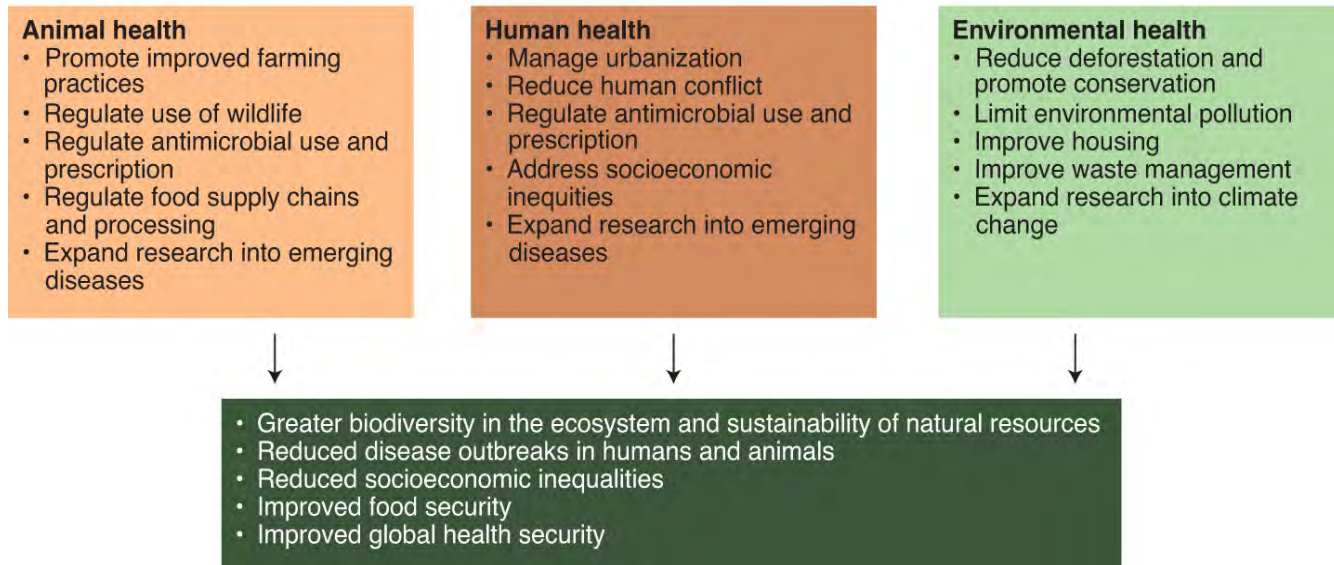 Animal health
• Promote improved farming
practices
• Regulate use of wildlife
• Regulate antimicrobial use and
prescription
• Regulate food supply chains
and processing
• Expand research into emerging
diseases
Human health
• Manage urbanization
• Reduce human conflict
• Regulate antimicrobial use and
prescription
• Address socioeconomic
inequities
• Expand research into emerging
diseases
Environmental health
• Reduce deforestation and
promote conservation
• Limit environmental pollution
• Improve housing
• Improve waste management
• Expand research into climate
change
• Greater biodiversity in the ecosystem and sustainability of natural resources
• Reduced disease outbreaks in humans and animals
• Reduced socioeconomic inequalities
• Improved food security
• Improved global health security